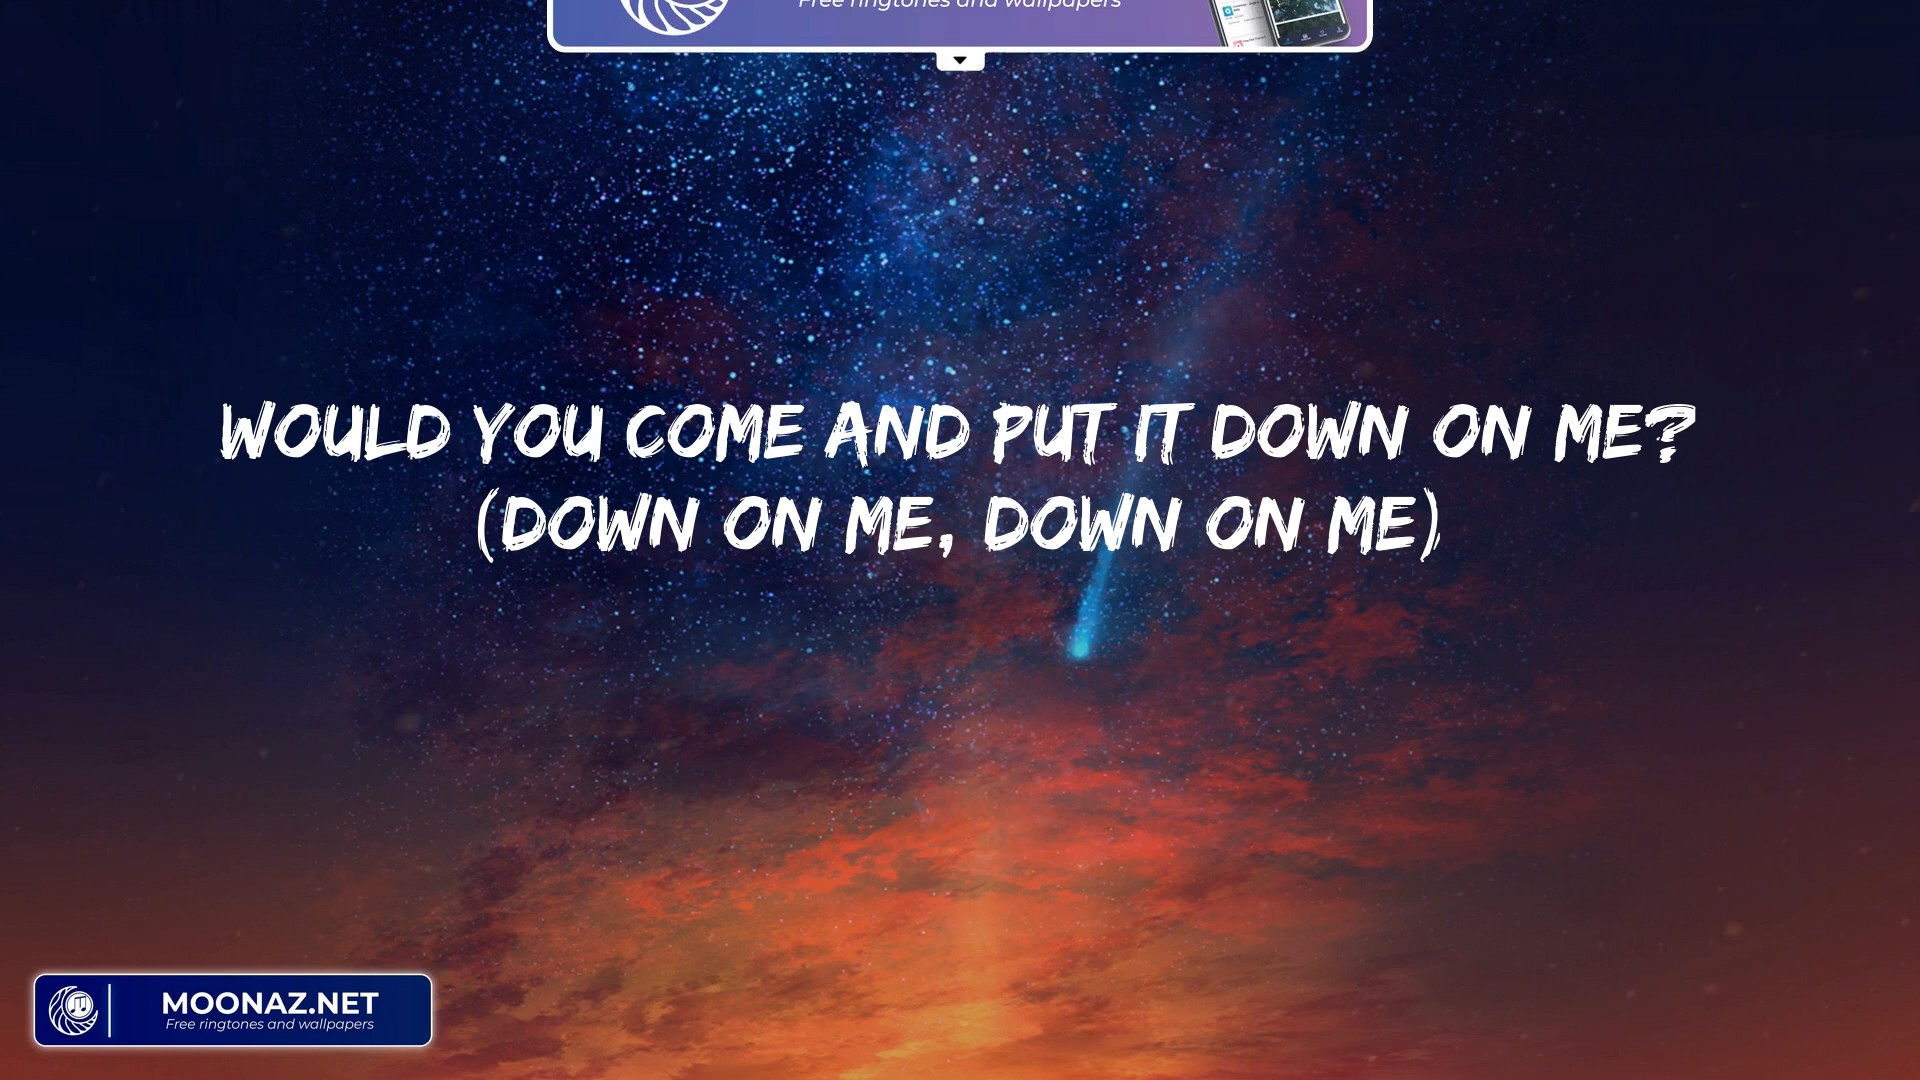 Free ringtones and wallpapers
WOULD YOU COME AND PUT IT DOWN ON ME?
(DOWN ON ME, DOWN ON ME)
MOONAZ.NET
Free ringtones and wallpapers